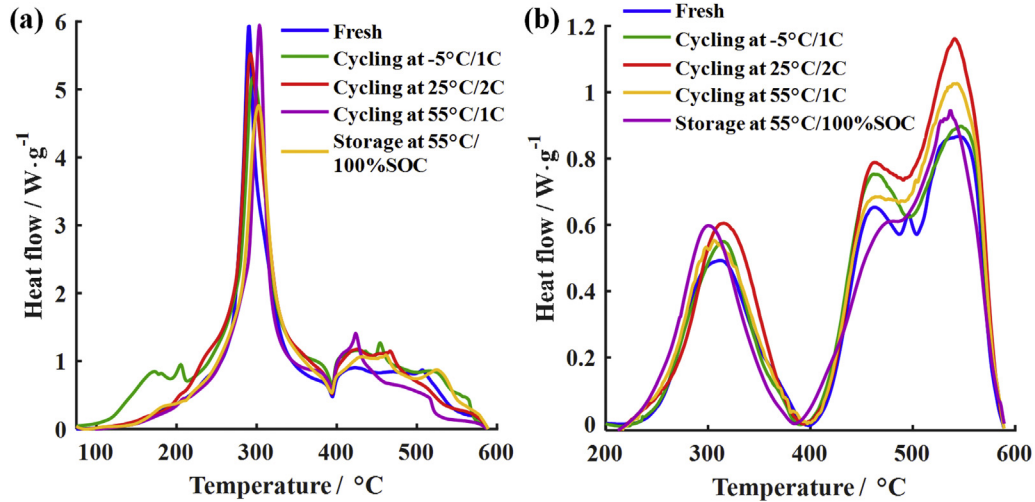 (a)
Fresh
Cycling at -5°C/1C
Cycling at 25°C/2C
Cycling at 55°C/1C
Storage at 55°C/
100%SOC
Heat flow / W·g⁻¹
6
5
4
3
2
1
0
100 200 300 400 500 600
Temperature / °C
(b)
Fresh
Cycling at -5°C/1C
Cycling at 25°C/2C
Cycling at 55°C/1C
Storage at 55°C/100%SOC
Heat flow / W·g⁻¹
1.2
1
0.8
0.6
0.4
0.2
0
200 300 400 500 600
Temperature / °C